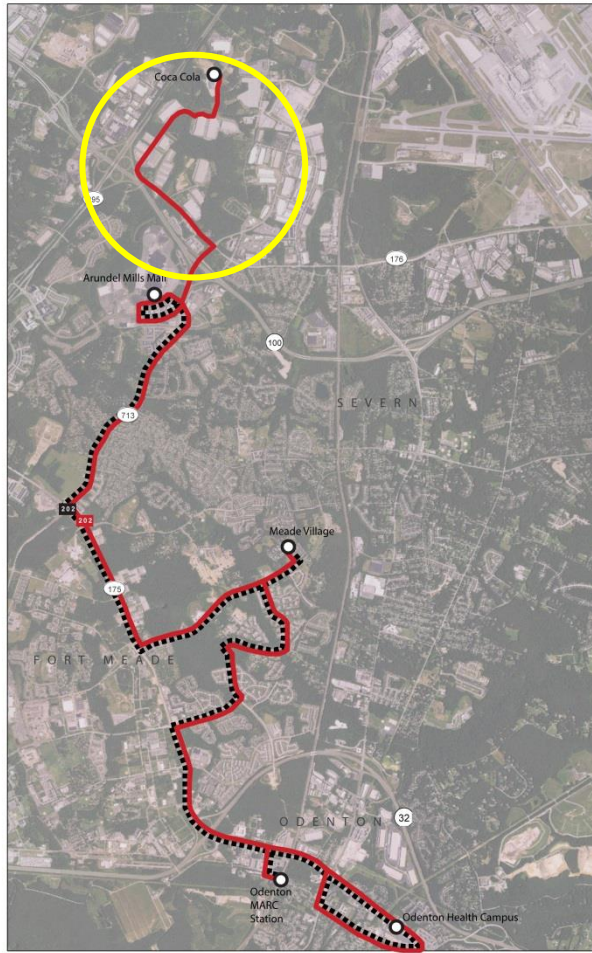 Coca Cola
95
176
Arundel Mills Mall
100
SEVERN
713
202
202
Meade Village
175
FORT MEADE
ODENTON
32
Odenton
MARC
Station
Odenton Health Campus